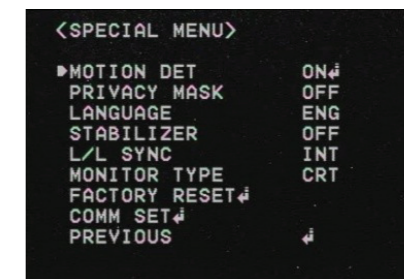 <SPECIAL MENU>
▶MOTION DET ON↲
PRIVACY MASK OFF
LANGUAGE ENG
STABILIZER OFF
L/L SYNC INT
MONITOR TYPE CRT
FACTORY RESET↲
COMM SET↲
PREVIOUS ↲